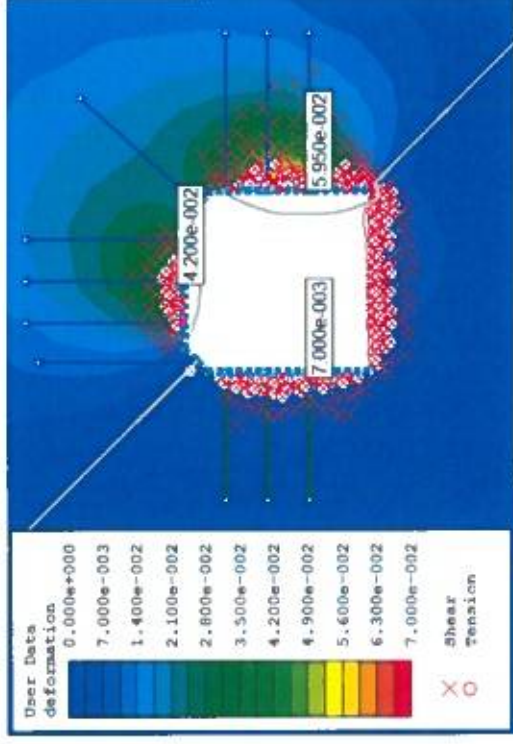 User Data
deformation
0.000e+000
7.000e-003
1.400e-002
2.100e-002
2.800e-002
3.500e-002
4.200e-002
4.900e-002
5.600e-002
6.300e-002
7.000e-002
Shear
Tension
4.200e-002
5.950e-002
7.000e-003